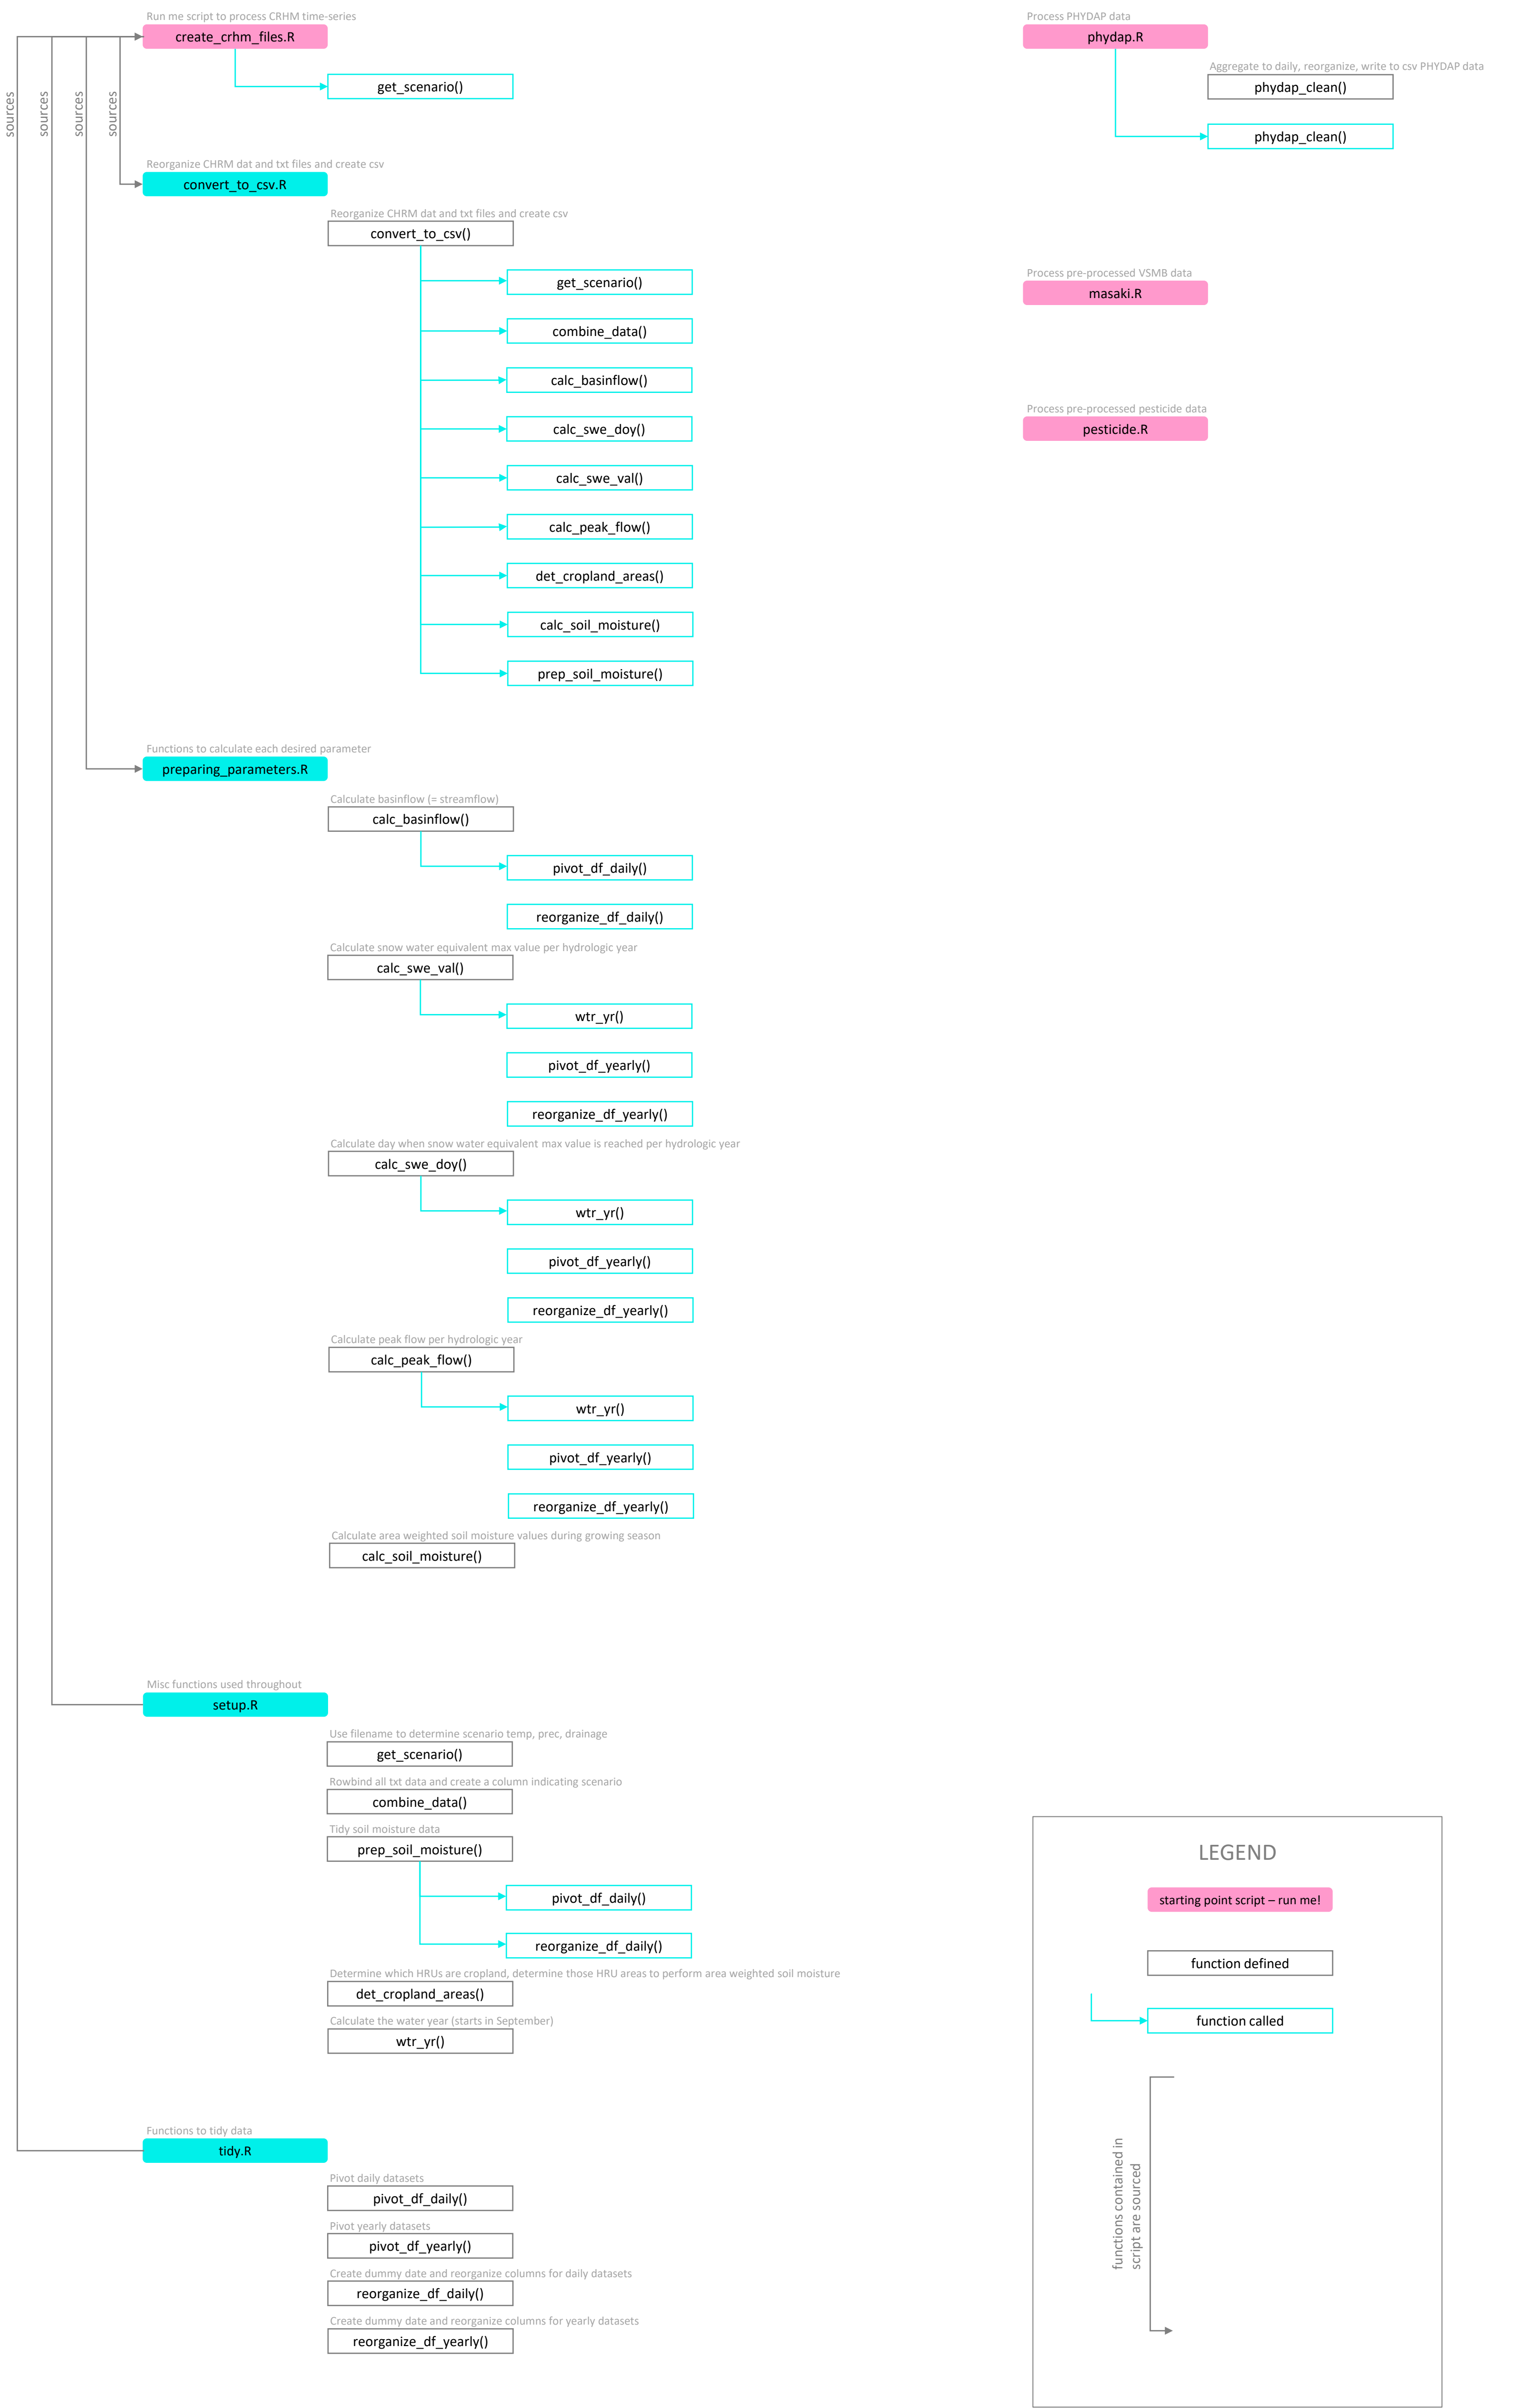 Run me script to process CRHM time-series
create_crhm_files.R
get_scenario()
sources
sources
sources
sources
Reorganize CHRM dat and txt files and create csv
convert_to_csv.R
Reorganize CHRM dat and txt files and create csv
convert_to_csv()
get_scenario()
combine_data()
calc_basinflow()
calc_swe_doy()
calc_swe_val()
calc_peak_flow()
det_cropland_areas()
calc_soil_moisture()
prep_soil_moisture()
Functions to calculate each desired parameter
preparing_parameters.R
Calculate basinflow (= streamflow)
calc_basinflow()
pivot_df_daily()
reorganize_df_daily()
Calculate snow water equivalent max value per hydrologic year
calc_swe_val()
wtr_yr()
pivot_df_yearly()
reorganize_df_yearly()
Calculate day when snow water equivalent max value is reached per hydrologic year
calc_swe_doy()
wtr_yr()
pivot_df_yearly()
reorganize_df_yearly()
Calculate peak flow per hydrologic year
calc_peak_flow()
wtr_yr()
pivot_df_yearly()
reorganize_df_yearly()
Calculate area weighted soil moisture values during growing season
calc_soil_moisture()
Misc functions used throughout
setup.R
Use filename to determine scenario temp, prec, drainage
get_scenario()
Rowbind all txt data and create a column indicating scenario
combine_data()
Tidy soil moisture data
prep_soil_moisture()
pivot_df_daily()
reorganize_df_daily()
Determine which HRUs are cropland, determine those HRU areas to perform area weighted soil moisture
det_cropland_areas()
Calculate the water year (starts in September)
wtr_yr()
Functions to tidy data
tidy.R
Pivot daily datasets
pivot_df_daily()
Pivot yearly datasets
pivot_df_yearly()
Create dummy date and reorganize columns for daily datasets
reorganize_df_daily()
Create dummy date and reorganize columns for yearly datasets
reorganize_df_yearly()
Process PHYDAP data
phydap.R
Aggregate to daily, reorganize, write to csv PHYDAP data
phydap_clean()
phydap_clean()
Process pre-processed VSMB data
masaki.R
Process pre-processed pesticide data
pesticide.R
LEGEND
starting point script – run me!
function defined
function called
functions contained in
script are sourced